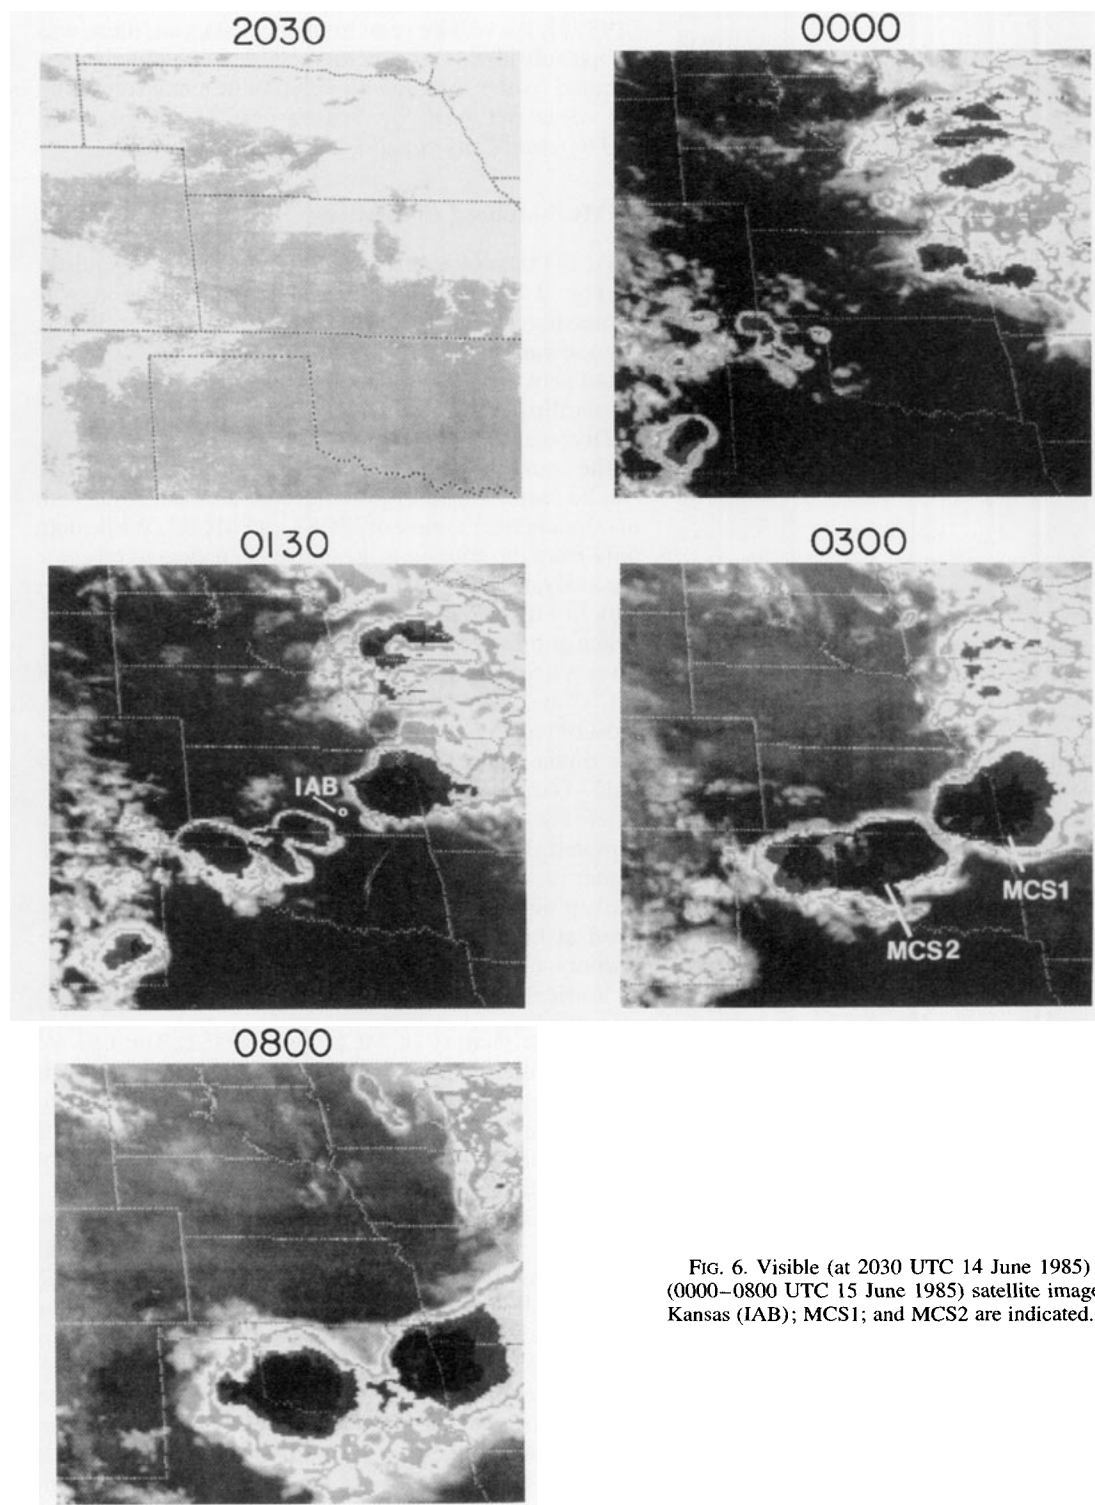 2030
0000
0130
0300
IAB
MCS1
MCS2
0800
FIG. 6. Visible (at 2030 UTC 14 June 1985)
(0000–0800 UTC 15 June 1985) satellite image
Kansas (IAB); MCS1; and MCS2 are indicated.